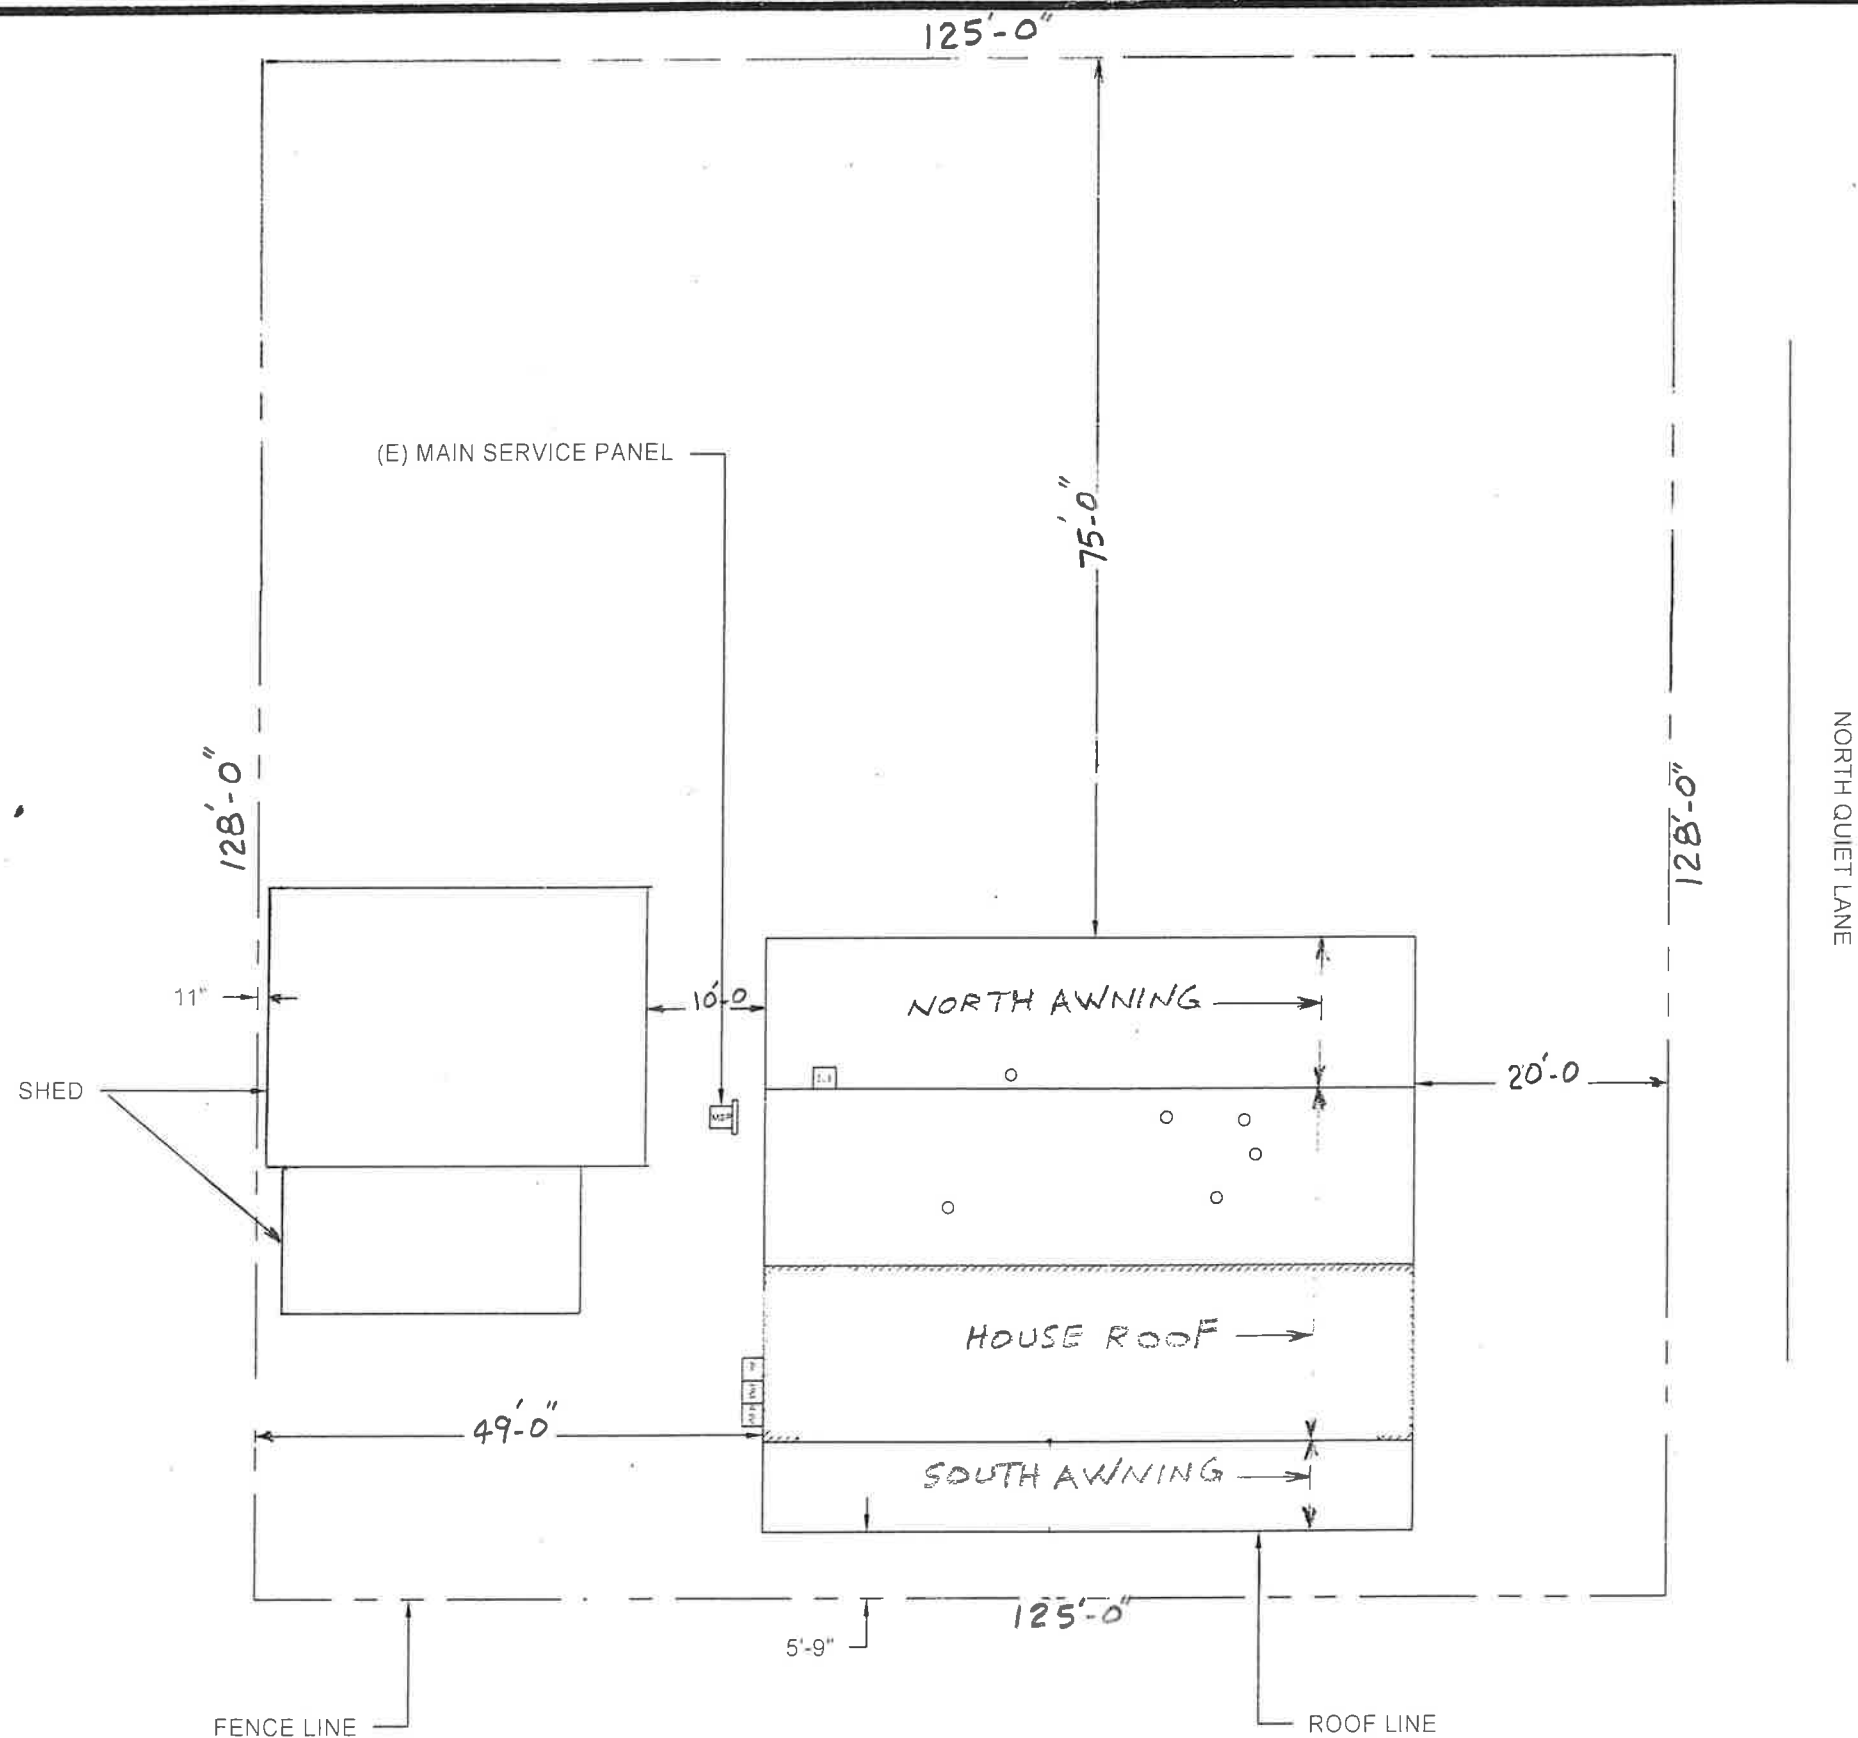 125'-0"
(E) MAIN SERVICE PANEL
75'-0"
NORTH QUIET LANE
128'-0"
128'-0"
11"
10'-0
NORTH AWNING
20'-0
SHED
MSP
HOUSE ROOF
49'-0"
SOUTH AWNING
125'-0"
5'-9"
FENCE LINE
ROOF LINE